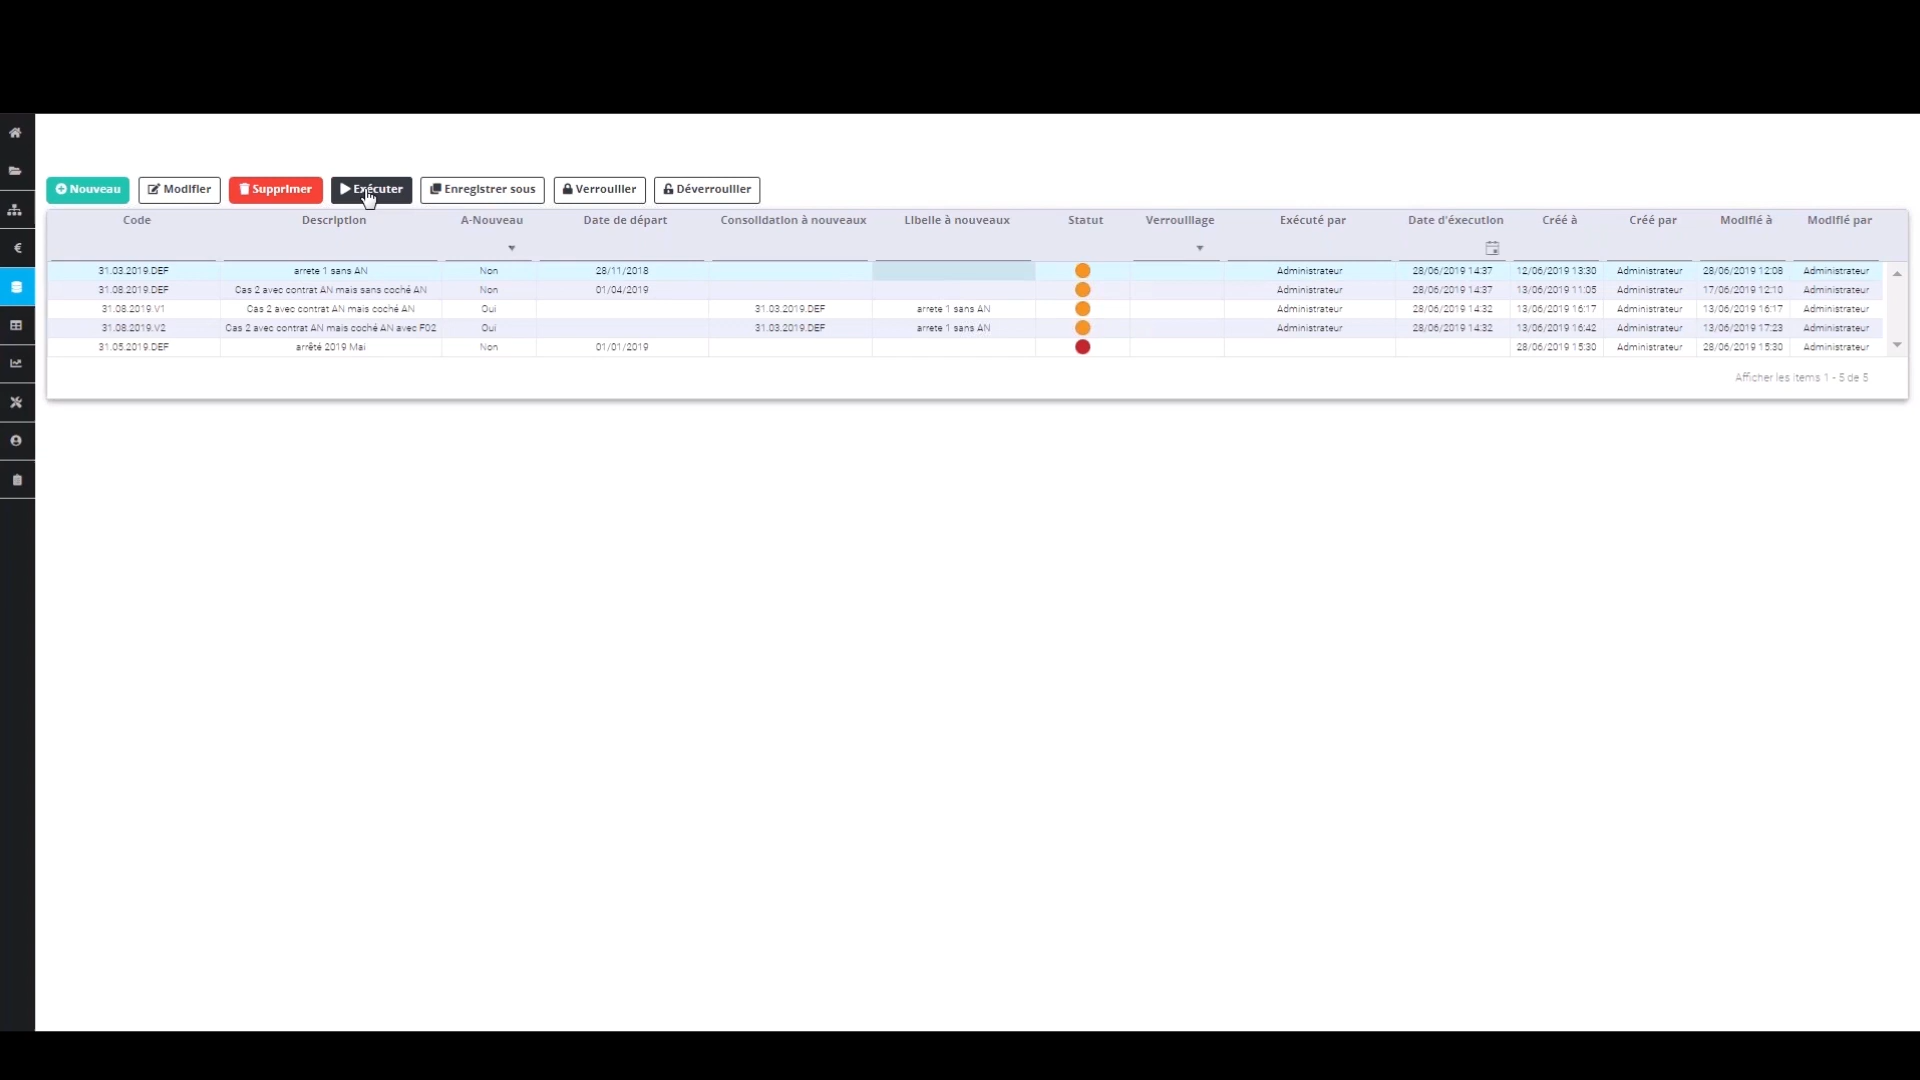 Nouveau Modifier Supprimer Exécuter Enregistrer sous Verrouiller Déverrouiller
Code Description A-Nouveau Date de départ Consolidation à nouveaux Libelle à nouveaux Statut Verrouillage Exécuté par Date d'éxecution Créé à Créé par Modifié à Modifié par
31.03.2019.DEF arrete 1 sans AN Non 28/11/2018 Administrateur 28/06/2019 14:37 12/06/2019 13:30 Administrateur 28/06/2019 12:08 Administrateur
31.08.2019.DEF Cas 2 avec contrat AN mais sans coché AN Non 01/04/2019 Administrateur 28/06/2019 14:37 13/06/2019 11:05 Administrateur 17/06/2019 12:10 Administrateur
31.08.2019.V1 Cas 2 avec contrat AN mais coché AN Oui 31.03.2019.DEF arrete 1 sans AN Administrateur 28/06/2019 14:32 13/06/2019 16:17 Administrateur 13/06/2019 16:17 Administrateur
31.08.2019.V2 Cas 2 avec contrat AN mais coché AN avec F02 Oui 31.03.2019.DEF arrete 1 sans AN Administrateur 28/06/2019 14:32 13/06/2019 16:42 Administrateur 13/06/2019 17:23 Administrateur
31.05.2019.DEF arrêté 2019 Mai Non 01/01/2019 28/06/2019 15:30 Administrateur 28/06/2019 15:30 Administrateur
Afficher les items 1 - 5 de 5